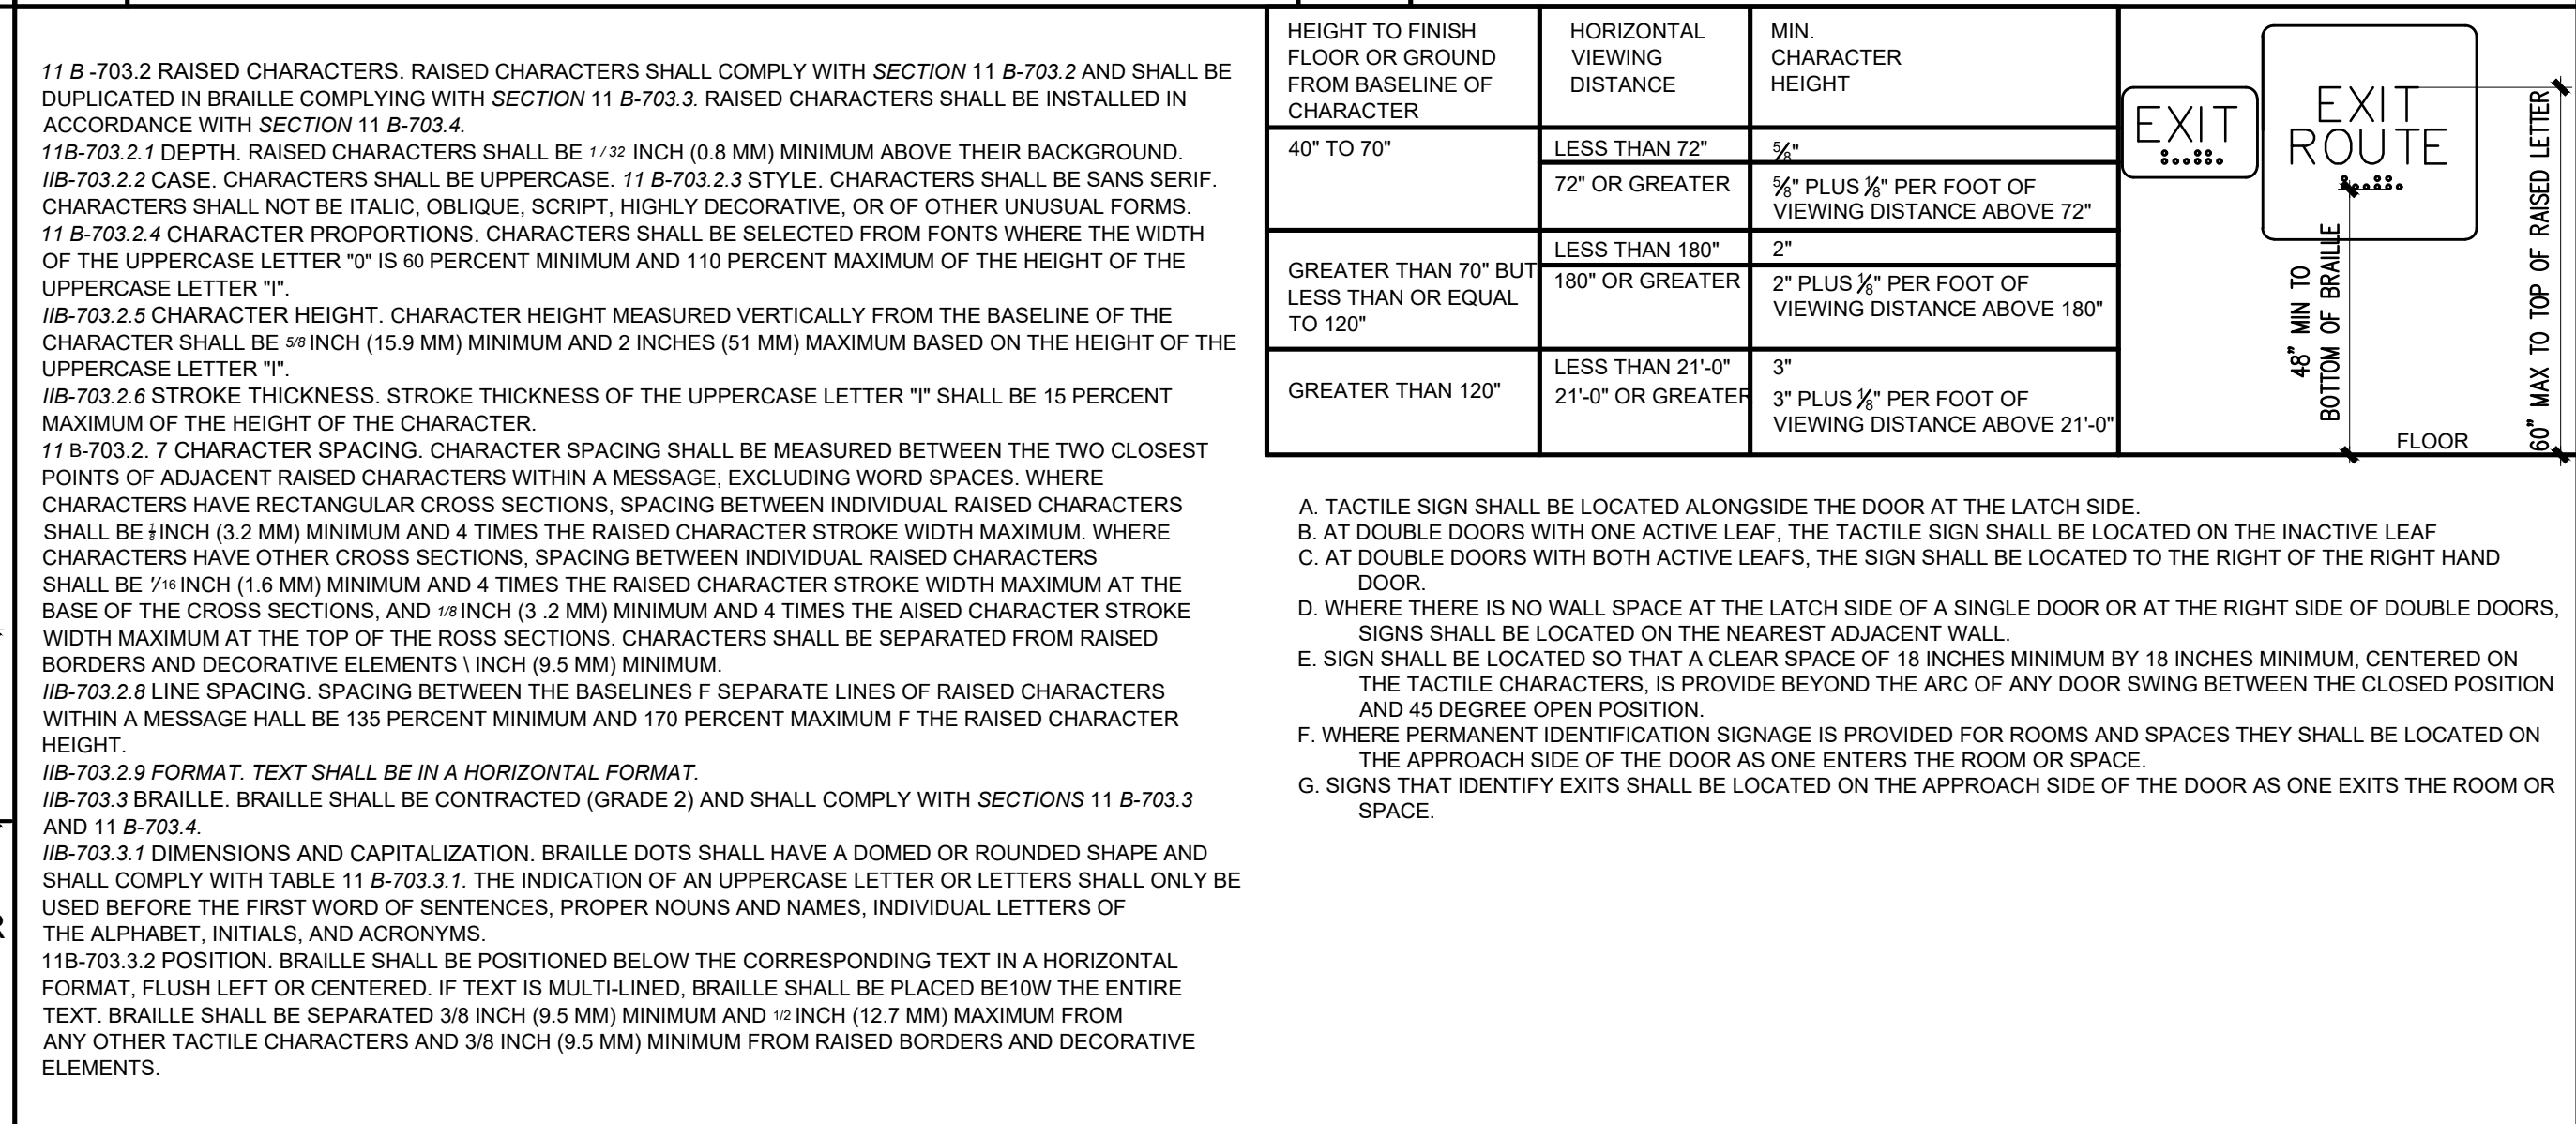 11 B -703.2 RAISED CHARACTERS. RAISED CHARACTERS SHALL COMPLY WITH SECTION 11 B-703.2 AND SHALL BE
DUPLICATED IN BRAILLE COMPLYING WITH SECTION 11 B-703.3. RAISED CHARACTERS SHALL BE INSTALLED IN
ACCORDANCE WITH SECTION 11 B-703.4.
11B-703.2.1 DEPTH. RAISED CHARACTERS SHALL BE 1 / 32 INCH (0.8 MM) MINIMUM ABOVE THEIR BACKGROUND.
IIB-703.2.2 CASE. CHARACTERS SHALL BE UPPERCASE. 11 B-703.2.3 STYLE. CHARACTERS SHALL BE SANS SERIF.
CHARACTERS SHALL NOT BE ITALIC, OBLIQUE, SCRIPT, HIGHLY DECORATIVE, OR OF OTHER UNUSUAL FORMS.
11 B-703.2.4 CHARACTER PROPORTIONS. CHARACTERS SHALL BE SELECTED FROM FONTS WHERE THE WIDTH
OF THE UPPERCASE LETTER "0" IS 60 PERCENT MINIMUM AND 110 PERCENT MAXIMUM OF THE HEIGHT OF THE
UPPERCASE LETTER "I".
IIB-703.2.5 CHARACTER HEIGHT. CHARACTER HEIGHT MEASURED VERTICALLY FROM THE BASELINE OF THE
CHARACTER SHALL BE 5/8 INCH (15.9 MM) MINIMUM AND 2 INCHES (51 MM) MAXIMUM BASED ON THE HEIGHT OF THE
UPPERCASE LETTER "I".
IIB-703.2.6 STROKE THICKNESS. STROKE THICKNESS OF THE UPPERCASE LETTER "I" SHALL BE 15 PERCENT
MAXIMUM OF THE HEIGHT OF THE CHARACTER.
11 B-703.2. 7 CHARACTER SPACING. CHARACTER SPACING SHALL BE MEASURED BETWEEN THE TWO CLOSEST
POINTS OF ADJACENT RAISED CHARACTERS WITHIN A MESSAGE, EXCLUDING WORD SPACES. WHERE
CHARACTERS HAVE RECTANGULAR CROSS SECTIONS, SPACING BETWEEN INDIVIDUAL RAISED CHARACTERS
SHALL BE 1/8 INCH (3.2 MM) MINIMUM AND 4 TIMES THE RAISED CHARACTER STROKE WIDTH MAXIMUM. WHERE
CHARACTERS HAVE OTHER CROSS SECTIONS, SPACING BETWEEN INDIVIDUAL RAISED CHARACTERS
SHALL BE '/16 INCH (1.6 MM) MINIMUM AND 4 TIMES THE RAISED CHARACTER STROKE WIDTH MAXIMUM AT THE
BASE OF THE CROSS SECTIONS, AND 1/8 INCH (3 .2 MM) MINIMUM AND 4 TIMES THE AISED CHARACTER STROKE
WIDTH MAXIMUM AT THE TOP OF THE ROSS SECTIONS. CHARACTERS SHALL BE SEPARATED FROM RAISED
BORDERS AND DECORATIVE ELEMENTS \ INCH (9.5 MM) MINIMUM.
IIB-703.2.8 LINE SPACING. SPACING BETWEEN THE BASELINES F SEPARATE LINES OF RAISED CHARACTERS
WITHIN A MESSAGE HALL BE 135 PERCENT MINIMUM AND 170 PERCENT MAXIMUM F THE RAISED CHARACTER
HEIGHT.
IIB-703.2.9 FORMAT. TEXT SHALL BE IN A HORIZONTAL FORMAT.
IIB-703.3 BRAILLE. BRAILLE SHALL BE CONTRACTED (GRADE 2) AND SHALL COMPLY WITH SECTIONS 11 B-703.3
AND 11 B-703.4.
IIB-703.3.1 DIMENSIONS AND CAPITALIZATION. BRAILLE DOTS SHALL HAVE A DOMED OR ROUNDED SHAPE AND
SHALL COMPLY WITH TABLE 11 B-703.3.1. THE INDICATION OF AN UPPERCASE LETTER OR LETTERS SHALL ONLY BE
USED BEFORE THE FIRST WORD OF SENTENCES, PROPER NOUNS AND NAMES, INDIVIDUAL LETTERS OF
THE ALPHABET, INITIALS, AND ACRONYMS.
11B-703.3.2 POSITION. BRAILLE SHALL BE POSITIONED BELOW THE CORRESPONDING TEXT IN A HORIZONTAL
FORMAT, FLUSH LEFT OR CENTERED. IF TEXT IS MULTI-LINED, BRAILLE SHALL BE PLACED BE10W THE ENTIRE
TEXT. BRAILLE SHALL BE SEPARATED 3/8 INCH (9.5 MM) MINIMUM AND 1/2 INCH (12.7 MM) MAXIMUM FROM
ANY OTHER TACTILE CHARACTERS AND 3/8 INCH (9.5 MM) MINIMUM FROM RAISED BORDERS AND DECORATIVE
ELEMENTS.
HEIGHT TO FINISH
FLOOR OR GROUND
FROM BASELINE OF
CHARACTER
HORIZONTAL
VIEWING
DISTANCE
MIN.
CHARACTER
HEIGHT
40" TO 70"
LESS THAN 72"
5/8"
72" OR GREATER
5/8" PLUS 1/8" PER FOOT OF
VIEWING DISTANCE ABOVE 72"
GREATER THAN 70" BUT
LESS THAN OR EQUAL
TO 120"
LESS THAN 180"
2"
180" OR GREATER
2" PLUS 1/8" PER FOOT OF
VIEWING DISTANCE ABOVE 180"
GREATER THAN 120"
LESS THAN 21'-0"
3"
21'-0" OR GREATER
3" PLUS 1/8" PER FOOT OF
VIEWING DISTANCE ABOVE 21'-0"
EXIT
EXIT
ROUTE
48" MIN TO
BOTTOM OF BRAILLE
60" MAX TO TOP OF RAISED LETTER
FLOOR
A. TACTILE SIGN SHALL BE LOCATED ALONGSIDE THE DOOR AT THE LATCH SIDE.
B. AT DOUBLE DOORS WITH ONE ACTIVE LEAF, THE TACTILE SIGN SHALL BE LOCATED ON THE INACTIVE LEAF
C. AT DOUBLE DOORS WITH BOTH ACTIVE LEAFS, THE SIGN SHALL BE LOCATED TO THE RIGHT OF THE RIGHT HAND
DOOR.
D. WHERE THERE IS NO WALL SPACE AT THE LATCH SIDE OF A SINGLE DOOR OR AT THE RIGHT SIDE OF DOUBLE DOORS,
SIGNS SHALL BE LOCATED ON THE NEAREST ADJACENT WALL.
E. SIGN SHALL BE LOCATED SO THAT A CLEAR SPACE OF 18 INCHES MINIMUM BY 18 INCHES MINIMUM, CENTERED ON
THE TACTILE CHARACTERS, IS PROVIDE BEYOND THE ARC OF ANY DOOR SWING BETWEEN THE CLOSED POSITION
AND 45 DEGREE OPEN POSITION.
F. WHERE PERMANENT IDENTIFICATION SIGNAGE IS PROVIDED FOR ROOMS AND SPACES THEY SHALL BE LOCATED ON
THE APPROACH SIDE OF THE DOOR AS ONE ENTERS THE ROOM OR SPACE.
G. SIGNS THAT IDENTIFY EXITS SHALL BE LOCATED ON THE APPROACH SIDE OF THE DOOR AS ONE EXITS THE ROOM OR
SPACE.